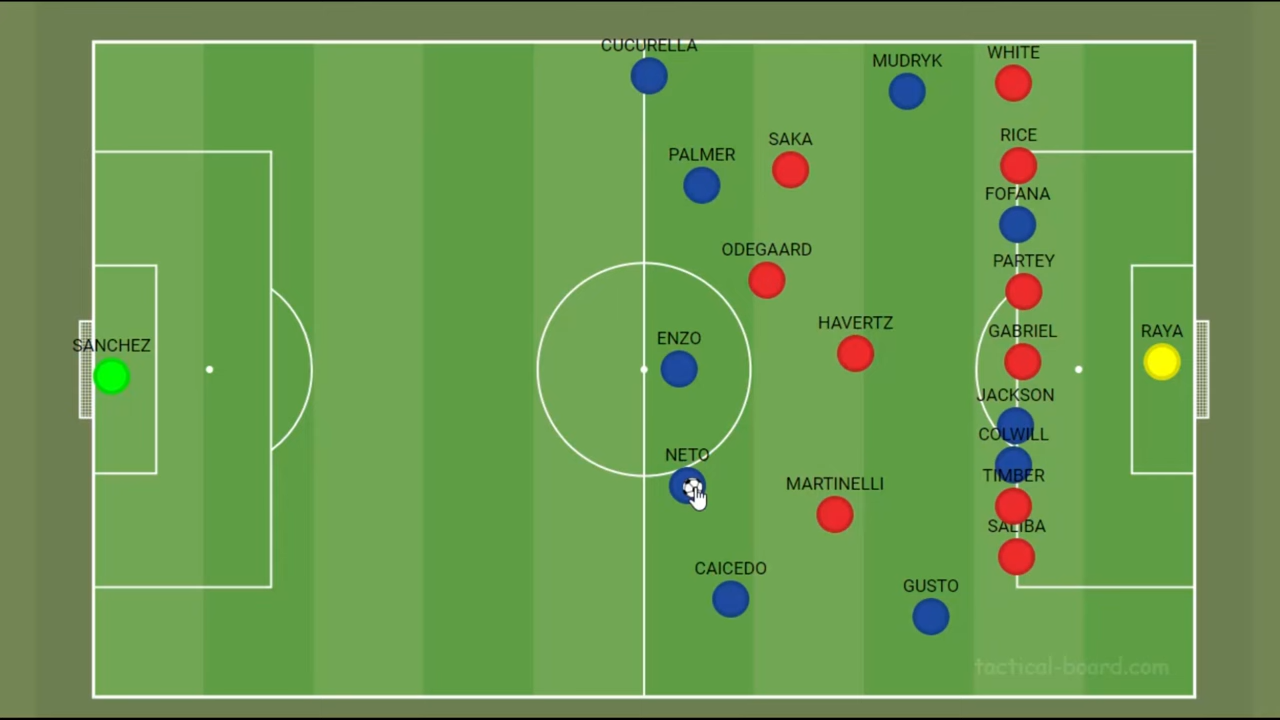 CUCURELLA
WHITE
MUDRYK
RICE
SAKA
PALMER
FOFANA
ODEGAARD
PARTEY
HAVERTZ
GABRIEL
RAYA
ENZO
SANCHEZ
JACKSON
COLWILL
NETO
TIMBER
MARTINELLI
SALIBA
CAICEDO
GUSTO
tactical-board.com